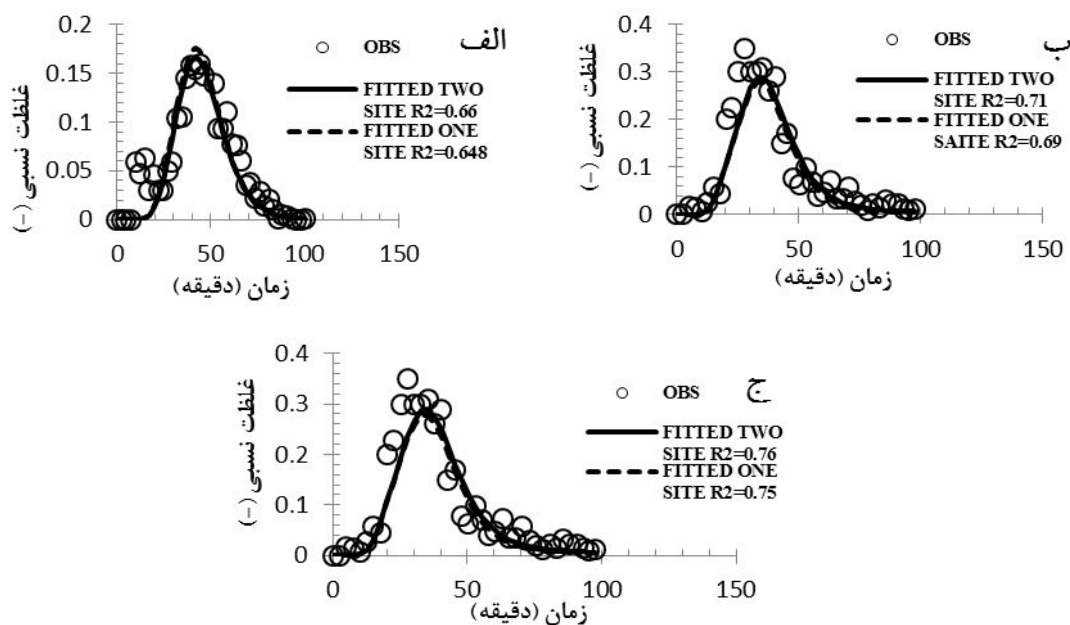 الف
OBS
FITTED TWO
SITE R2=0.66
FITTED ONE
SITE R2=0.648
غلظت نسبی (-)
0.2
0.15
0.1
0.05
0
0 50 100 150
زمان (دقیقه)
ب
OBS
FITTED TWO
SITE R2=0.71
FITTED ONE
SAITE R2=0.69
غلظت نسبی (-)
0.4
0.3
0.2
0.1
0
0 50 100 150
زمان (دقیقه)
ج
OBS
FITTED TWO
SITE R2=0.76
FITTED ONE
SITE R2=0.75
غلظت نسبی (-)
0.4
0.3
0.2
0.1
0
0 50 100 150
زمان (دقیقه)